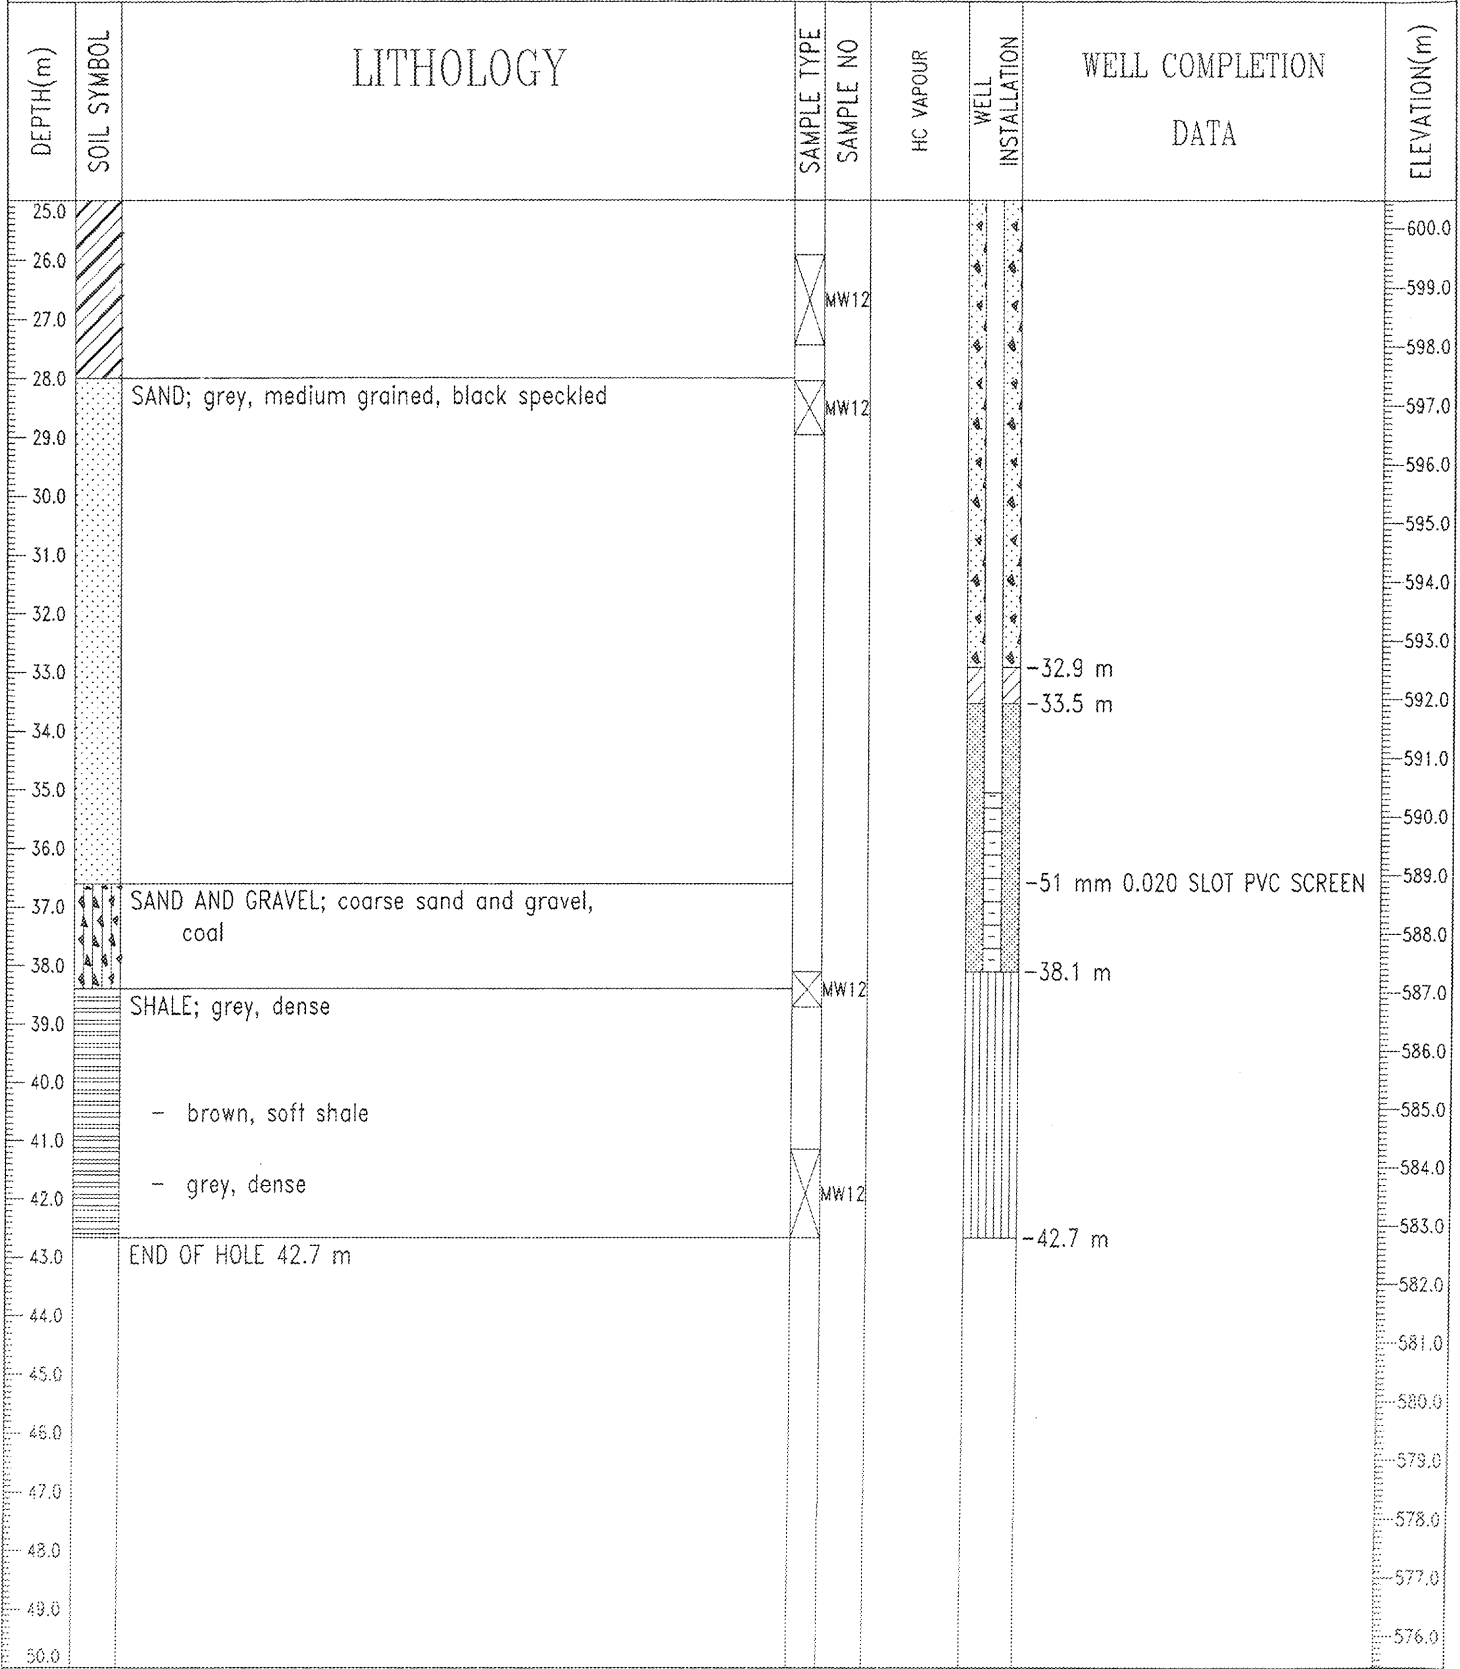 DEPTH(m)
SOIL SYMBOL
LITHOLOGY
SAMPLE TYPE
SAMPLE NO
HC VAPOUR
WELL
INSTALLATION
WELL COMPLETION
DATA
ELEVATION(m)
25.0
26.0
27.0
28.0
29.0
30.0
31.0
32.0
33.0
34.0
35.0
36.0
37.0
38.0
39.0
40.0
41.0
42.0
43.0
44.0
45.0
46.0
47.0
48.0
49.0
50.0
SAND; grey, medium grained, black speckled
SAND AND GRAVEL; coarse sand and gravel,
coal
SHALE; grey, dense
- brown, soft shale
- grey, dense
END OF HOLE 42.7 m
MW12
MW12
MW12
MW12
-32.9 m
-33.5 m
-51 mm 0.020 SLOT PVC SCREEN
-38.1 m
-42.7 m
600.0
599.0
598.0
597.0
596.0
595.0
594.0
593.0
592.0
591.0
590.0
589.0
588.0
587.0
586.0
585.0
584.0
583.0
582.0
581.0
580.0
579.0
578.0
577.0
576.0